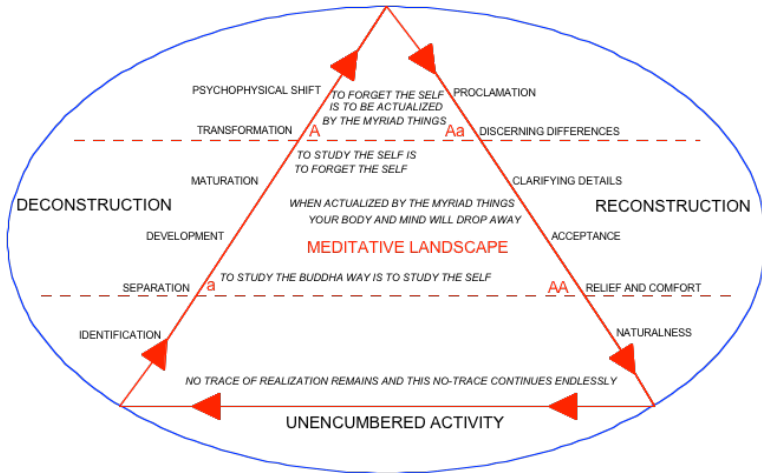 PSYCHOPHYSICAL SHIFT
TO FORGET THE SELF
IS TO BE ACTUALIZED
BY THE MYRIAD THINGS
PROCLAMATION
TRANSFORMATION
A
Aa
DISCERNING DIFFERENCES
TO STUDY THE SELF IS
TO FORGET THE SELF
MATURATION
CLARIFYING DETAILS
DECONSTRUCTION
WHEN ACTUALIZED BY THE MYRIAD THINGS
YOUR BODY AND MIND WILL DROP AWAY
RECONSTRUCTION
DEVELOPMENT
MEDITATIVE LANDSCAPE
ACCEPTANCE
TO STUDY THE BUDDHA WAY IS TO STUDY THE SELF
SEPARATION
a
AA
RELIEF AND COMFORT
IDENTIFICATION
NATURALNESS
NO TRACE OF REALIZATION REMAINS AND THIS NO-TRACE CONTINUES ENDLESSLY
UNENCUMBERED ACTIVITY